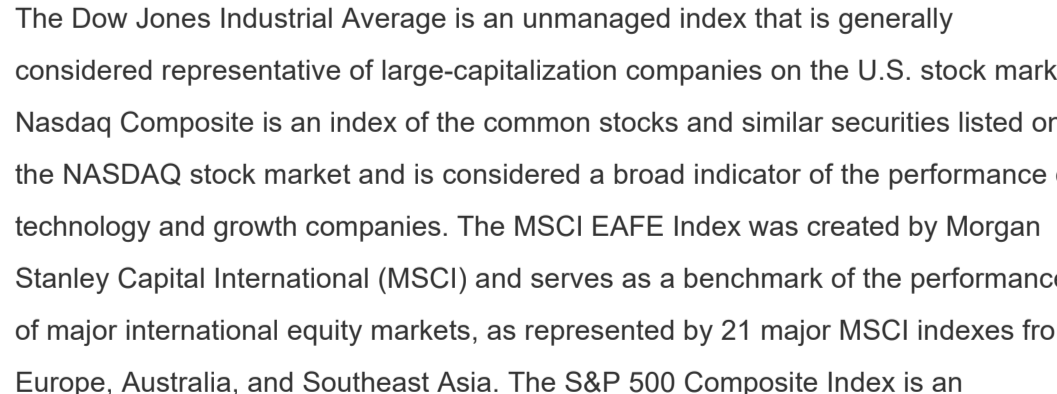 The Dow Jones Industrial Average is an unmanaged index that is generally
considered representative of large-capitalization companies on the U.S. stock mark
Nasdaq Composite is an index of the common stocks and similar securities listed on
the NASDAQ stock market and is considered a broad indicator of the performance
technology and growth companies. The MSCI EAFE Index was created by Morgan
Stanley Capital International (MSCI) and serves as a benchmark of the performance
of major international equity markets, as represented by 21 major MSCI indexes fro
Europe, Australia, and Southeast Asia. The S&P 500 Composite Index is an